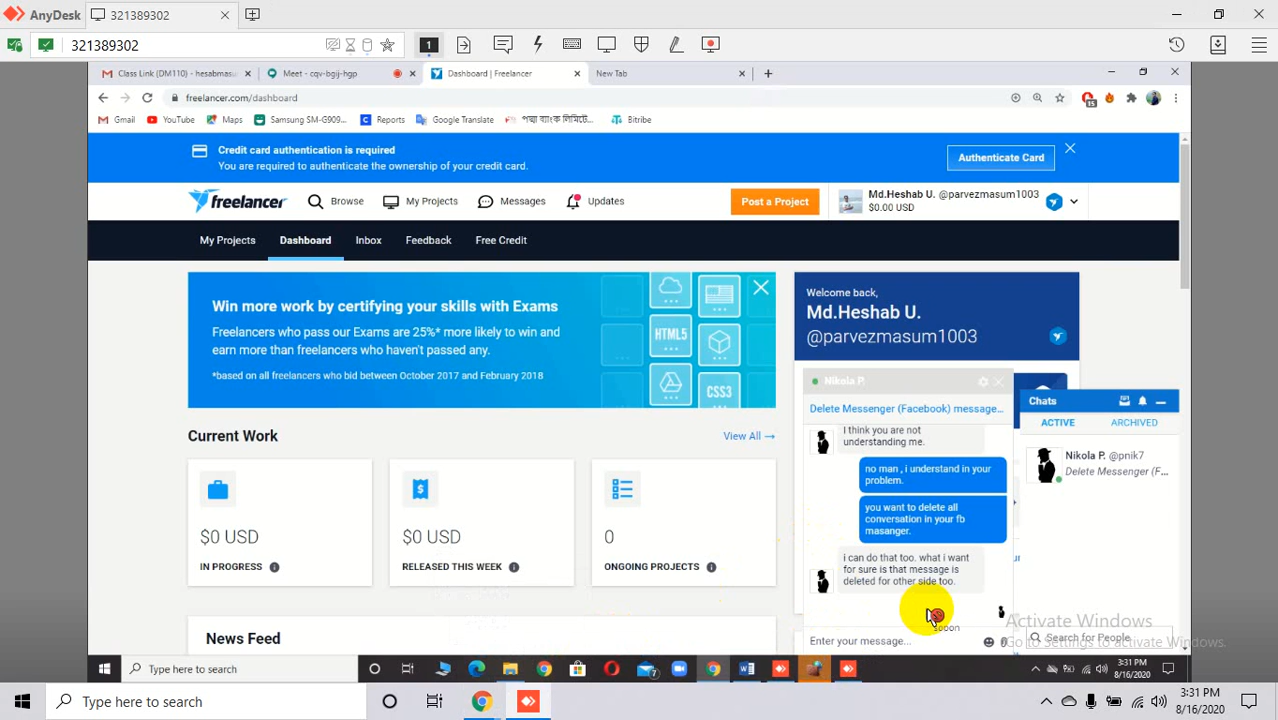 AnyDesk
321389302
321389302
1
Class Link (DM110) - hesabmasu
Meet - cqv-bgij-hgp
Dashboard | Freelancer
New Tab
freelancer.com/dashboard
Gmail
YouTube
Maps
Samsung SM-G909...
Reports
Google Translate
পদ্মা ব্যাংক লিমিটে...
Bitribe
15
Credit card authentication is required
You are required to authenticate the ownership of your credit card.
Authenticate Card
freelancer
Browse
My Projects
Messages
Updates
Post a Project
Md.Heshab U. @parvezmasum1003
$0.00 USD
My Projects
Dashboard
Inbox
Feedback
Free Credit
Win more work by certifying your skills with Exams
Freelancers who pass our Exams are 25%* more likely to win and
earn more than freelancers who haven't passed any.
*based on all freelancers who bid between October 2017 and February 2018
HTML5
CSS3
Welcome back,
Md.Heshab U.
@parvezmasum1003
Current Work
View All →
$0 USD
IN PROGRESS
$0 USD
RELEASED THIS WEEK
0
ONGOING PROJECTS
News Feed
Nikola P.
Delete Messenger (Facebook) message...
I think you are not
understanding me.
no man , i understand in your
problem.
you want to delete all
conversation in your fb
masanger.
i can do that too. what i want
for sure is that message is
deleted for other side too.
Enter your message...
Chats
ACTIVE
ARCHIVED
Nikola P. @pnik7
Delete Messenger (F...
Search for People
Activate Windows
Go to Settings to activate Windows.
Type here to search
7
3:31 PM
8/16/2020
Type here to search
3:31 PM
8/16/2020